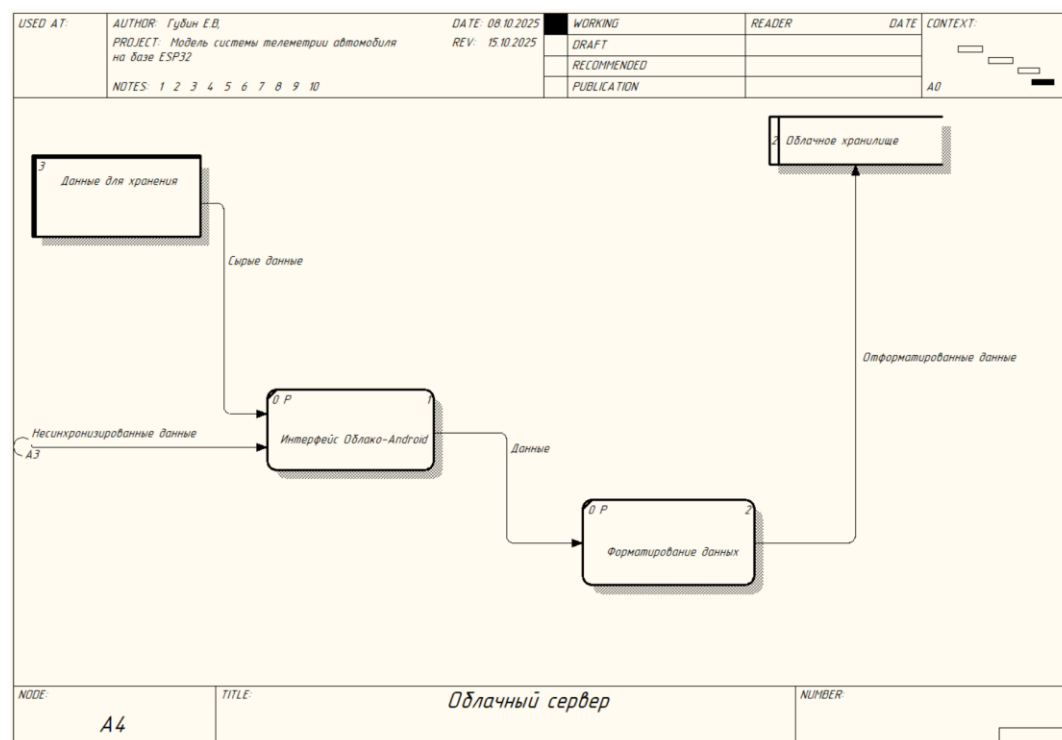 USED AT:
AUTHOR: Губин Е.В,
DATE: 08.10.2025
PROJECT: Модель системы телеметрии автомобиля
на базе ESP32
REV: 15.10.2025
NOTES: 1 2 3 4 5 6 7 8 9 10
WORKING
DRAFT
RECOMMENDED
PUBLICATION
READER
DATE
CONTEXT:
A0
3
Данные для хранения
2
Облачное хранилище
Сырые данные
Отформатированные данные
0 Р
1
Интерфейс Облако-Android
Несинхронизированные данные
A3
Данные
0 Р
2
Форматирование данных
NODE:
A4
TITLE:
Облачный сервер
NUMBER: